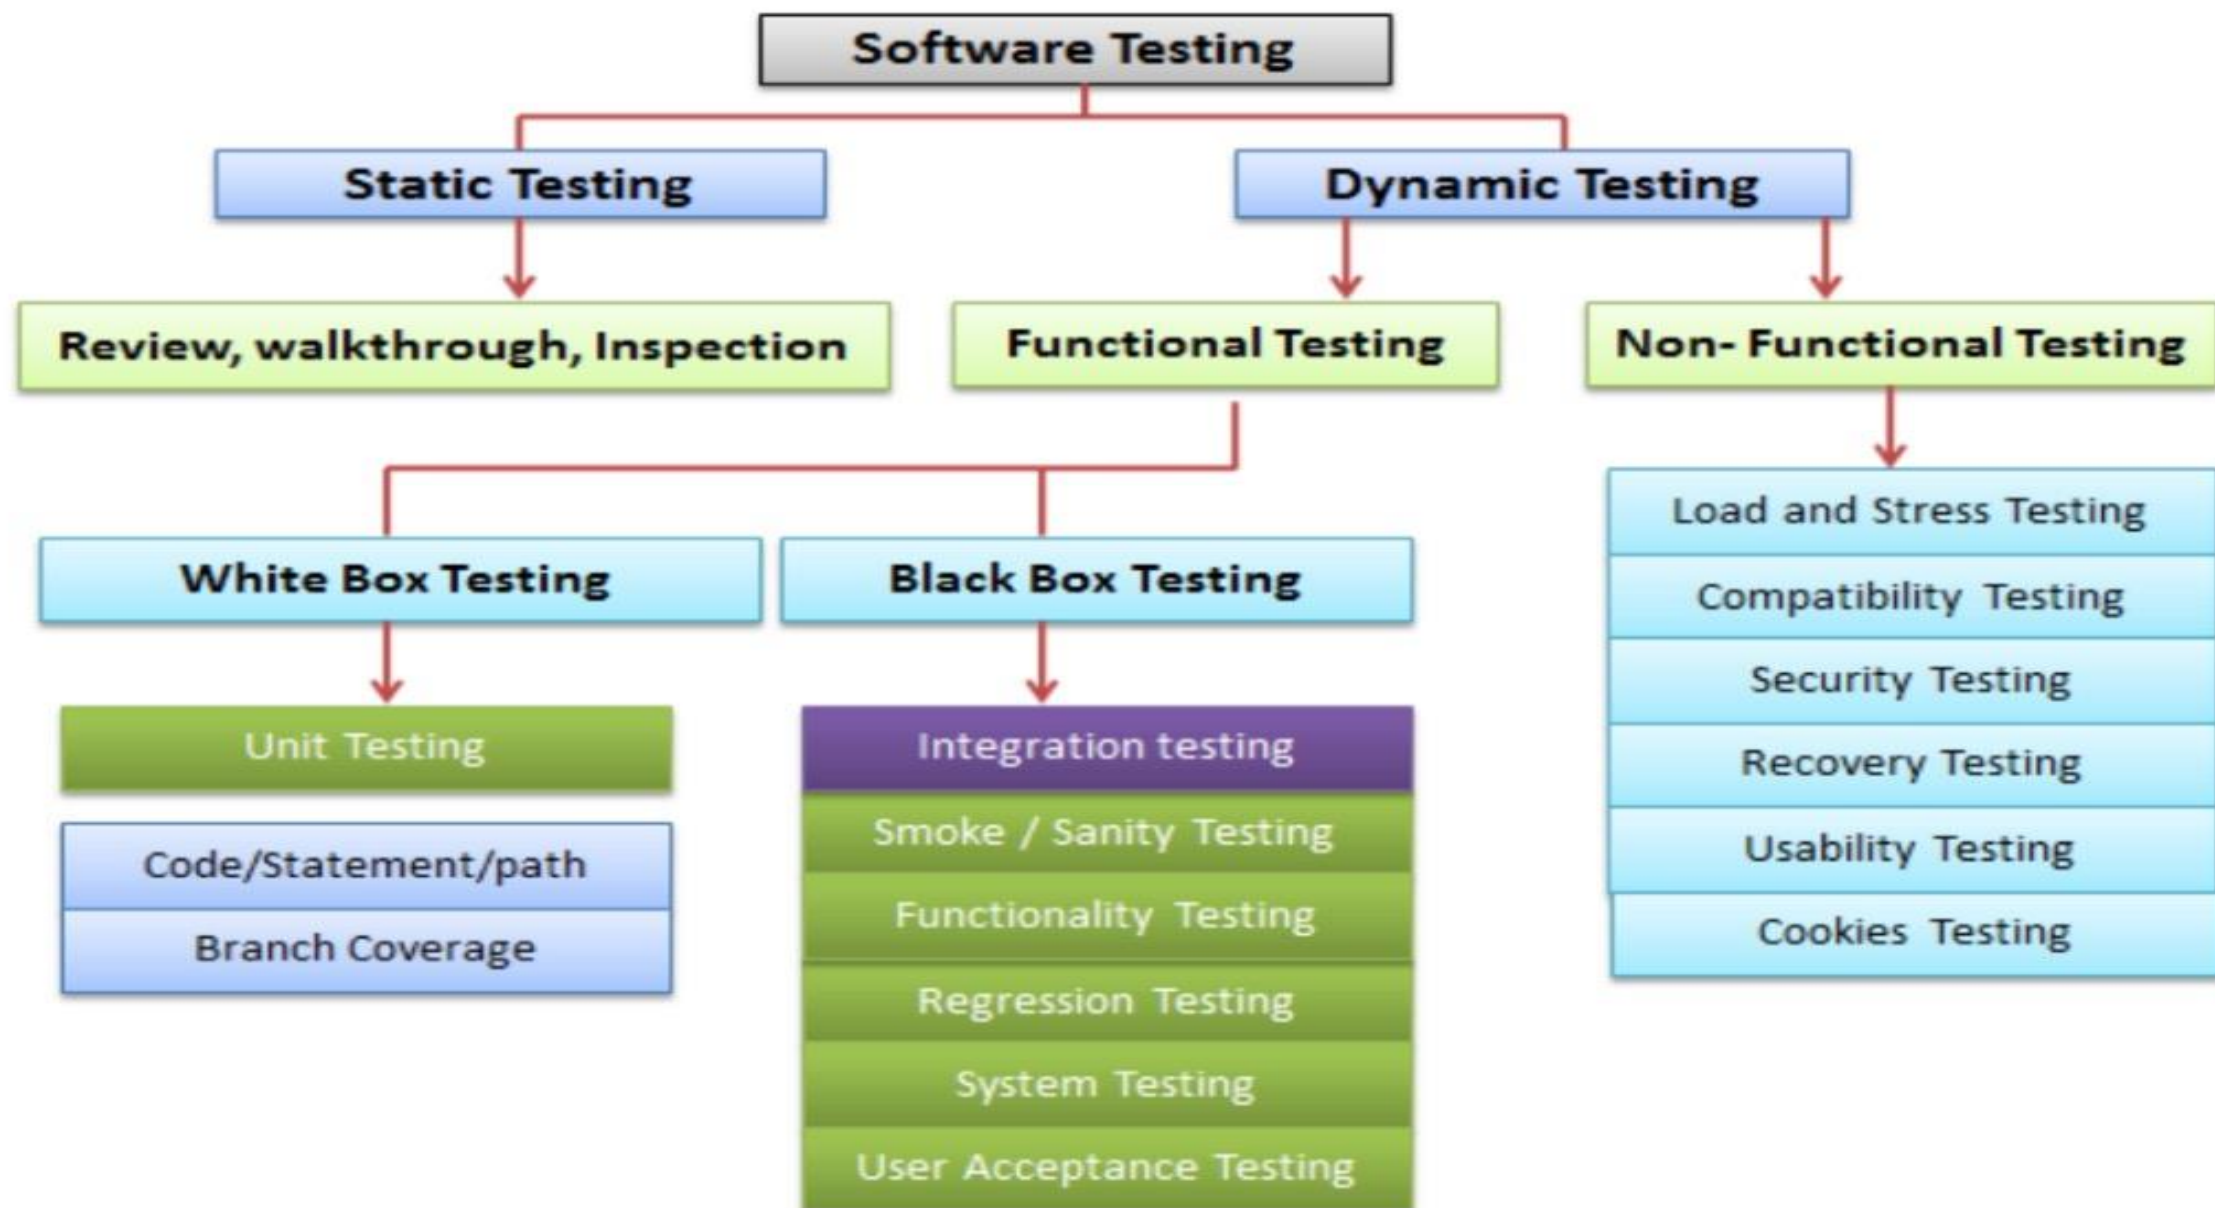 Software Testing
Static Testing
Dynamic Testing
Review, walkthrough, Inspection
Functional Testing
Non- Functional Testing
White Box Testing
Black Box Testing
Unit Testing
Code/Statement/path
Branch Coverage
Integration testing
Smoke / Sanity Testing
Functionality Testing
Regression Testing
System Testing
User Acceptance Testing
Load and Stress Testing
Compatibility Testing
Security Testing
Recovery Testing
Usability Testing
Cookies Testing